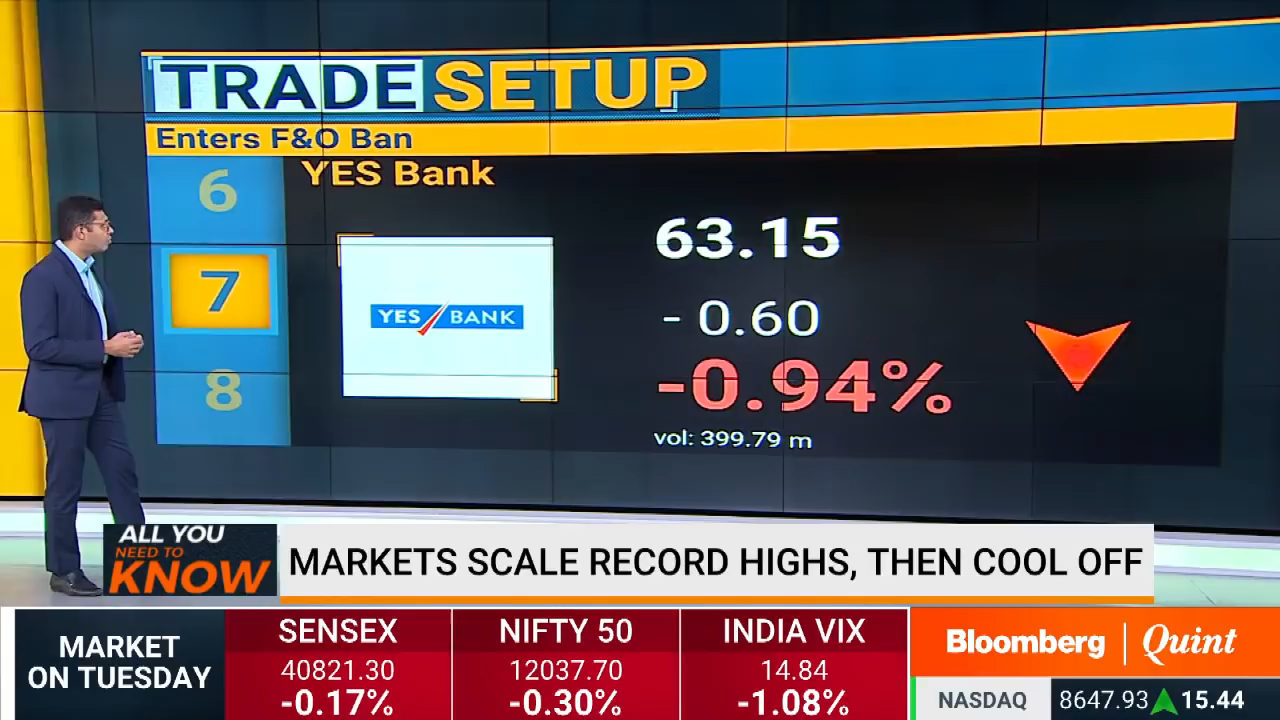 TRADE SETUP
Enters F&O Ban
6
7
8
YES Bank
YES BANK
63.15
- 0.60
-0.94%
vol: 399.79 m
ALL YOU
NEED TO
KNOW
MARKETS SCALE RECORD HIGHS, THEN COOL OFF
MARKET
ON TUESDAY
SENSEX
40821.30
-0.17%
NIFTY 50
12037.70
-0.30%
INDIA VIX
14.84
-1.08%
Bloomberg | Quint
NASDAQ 8647.93 ▲ 15.44